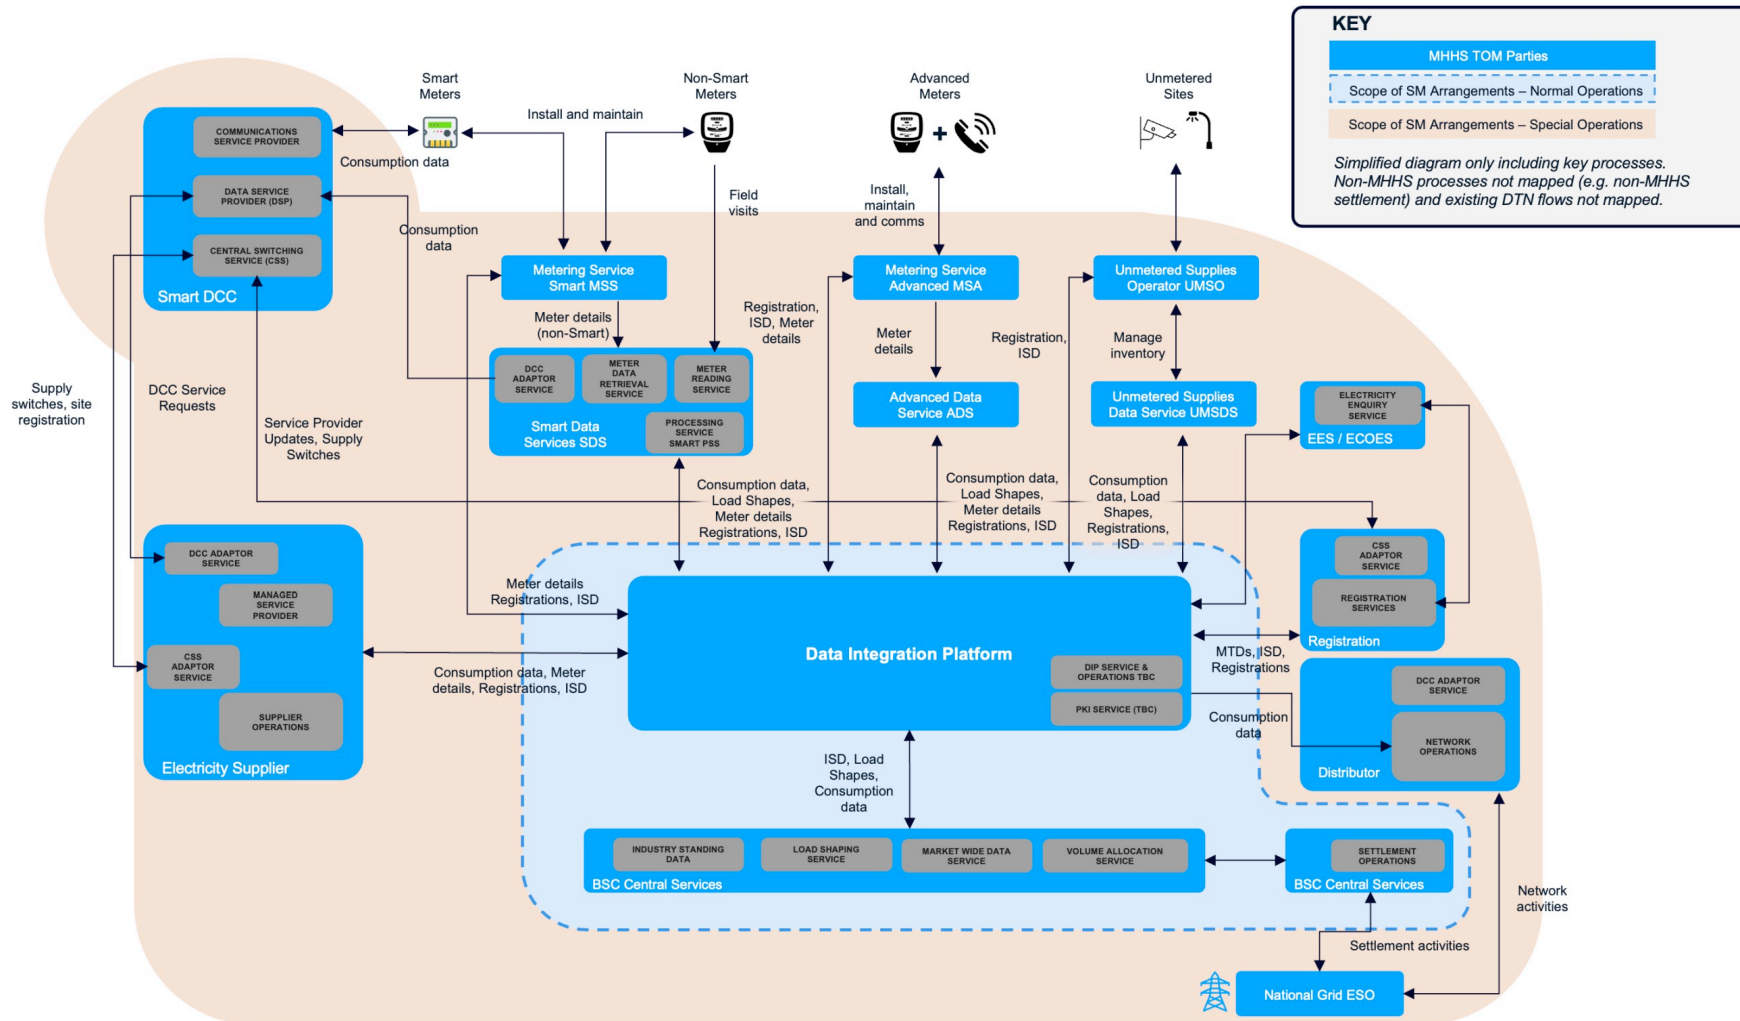 KEY
MHHS TOM Parties
Scope of SM Arrangements – Normal Operations
Scope of SM Arrangements – Special Operations
Simplified diagram only including key processes.
Non-MHHS processes not mapped (e.g. non-MHHS
settlement) and existing DTN flows not mapped.
Smart
Meters
Non-Smart
Meters
Advanced
Meters
Unmetered
Sites
Install and maintain
COMMUNICATIONS
SERVICE PROVIDER
Consumption data
DATA SERVICE
PROVIDER (DSP)
CENTRAL SWITCHING
SERVICE (CSS)
Smart DCC
Consumption
data
Field
visits
Install,
maintain
and comms
Metering Service
Smart MSS
Metering Service
Advanced MSA
Unmetered Supplies
Operator UMSO
Meter details
(non-Smart)
Registration,
ISD, Meter
details
Meter
details
Registration,
ISD
Manage
inventory
DCC
ADAPTOR
SERVICE
METER
DATA
RETRIEVAL
SERVICE
METER
READING
SERVICE
PROCESSING
SERVICE
SMART PSS
Smart Data
Services SDS
Advanced Data
Service ADS
Unmetered Supplies
Data Service UMSDS
ELECTRICITY
ENQUIRY
SERVICE
EES / ECOES
Supply
switches, site
registration
DCC Service
Requests
Service Provider
Updates, Supply
Switches
Consumption data,
Load Shapes,
Meter details
Registrations, ISD
Consumption data,
Load Shapes,
Meter details
Registrations, ISD
Consumption
data, Load
Shapes,
Registrations,
ISD
DCC ADAPTOR
SERVICE
MANAGED
SERVICE
PROVIDER
CSS
ADAPTOR
SERVICE
SUPPLIER
OPERATIONS
Electricity Supplier
Meter details
Registrations, ISD
Consumption data, Meter
details, Registrations, ISD
Data Integration Platform
DIP SERVICE &
OPERATIONS TBC
PKI SERVICE (TBC)
CSS
ADAPTOR
SERVICE
REGISTRATION
SERVICES
Registration
MTDs, ISD,
Registrations
DCC ADAPTOR
SERVICE
NETWORK
OPERATIONS
Distributor
Consumption
data
ISD, Load
Shapes,
Consumption
data
INDUSTRY STANDING
DATA
LOAD SHAPING
SERVICE
MARKET WIDE DATA
SERVICE
VOLUME ALLOCATION
SERVICE
BSC Central Services
SETTLEMENT
OPERATIONS
BSC Central Services
Network
activities
Settlement activities
National Grid ESO